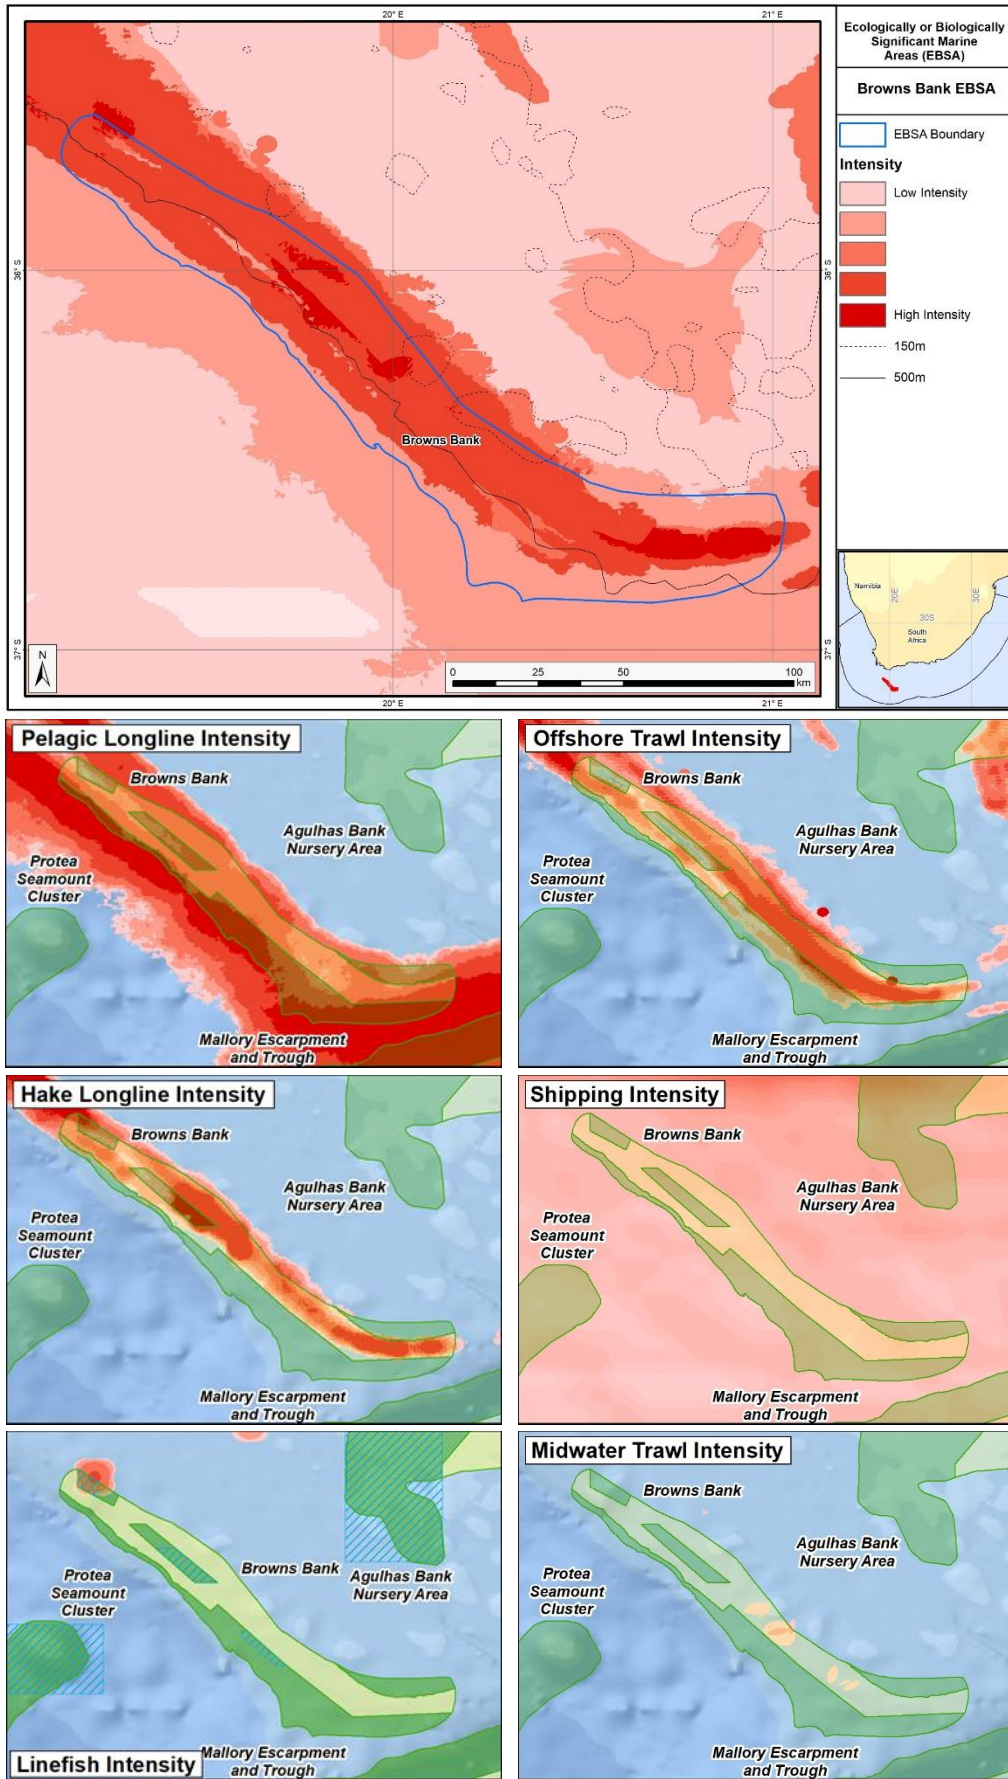 20° E
21° E
Ecologically or Biologically
Significant Marine
Areas (EBSA)
Browns Bank EBSA
EBSA Boundary
Intensity
Low Intensity
High Intensity
150m
500m
36° S
36° S
Browns Bank
37° S
37° S
N
0
25
50
100
km
20° E
21° E
Namibia
20E
30E
30S
South
Africa
Pelagic Longline Intensity
Browns Bank
Agulhas Bank
Nursery Area
Protea
Seamount
Cluster
Mallory Escarpment
and Trough
Offshore Trawl Intensity
Browns Bank
Agulhas Bank
Nursery Area
Protea
Seamount
Cluster
Mallory Escarpment
and Trough
Hake Longline Intensity
Browns Bank
Agulhas Bank
Nursery Area
Protea
Seamount
Cluster
Mallory Escarpment
and Trough
Shipping Intensity
Browns Bank
Agulhas Bank
Nursery Area
Protea
Seamount
Cluster
Mallory Escarpment
and Trough
Browns Bank
Agulhas Bank
Nursery Area
Protea
Seamount
Cluster
Mallory Escarpment
and Trough
Linefish Intensity
Midwater Trawl Intensity
Browns Bank
Agulhas Bank
Nursery Area
Protea
Seamount
Cluster
Mallory Escarpment
and Trough